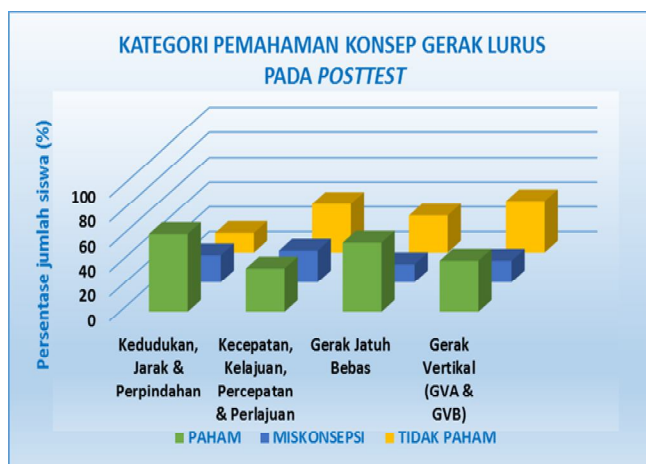 KATEGORI PEMAHAMAN KONSEP GERAK LURUS
PADA POSTTEST
Persentase jumlah siswa (%)
100
80
60
40
20
0
Kedudukan,
Jarak &
Perpindahan
Kecepatan,
Kelajuan,
Percepatan
& Perlajuan
Gerak Jatuh
Bebas
Gerak
Vertikal
(GVA &
GVB)
PAHAM MISKONSEPSI TIDAK PAHAM